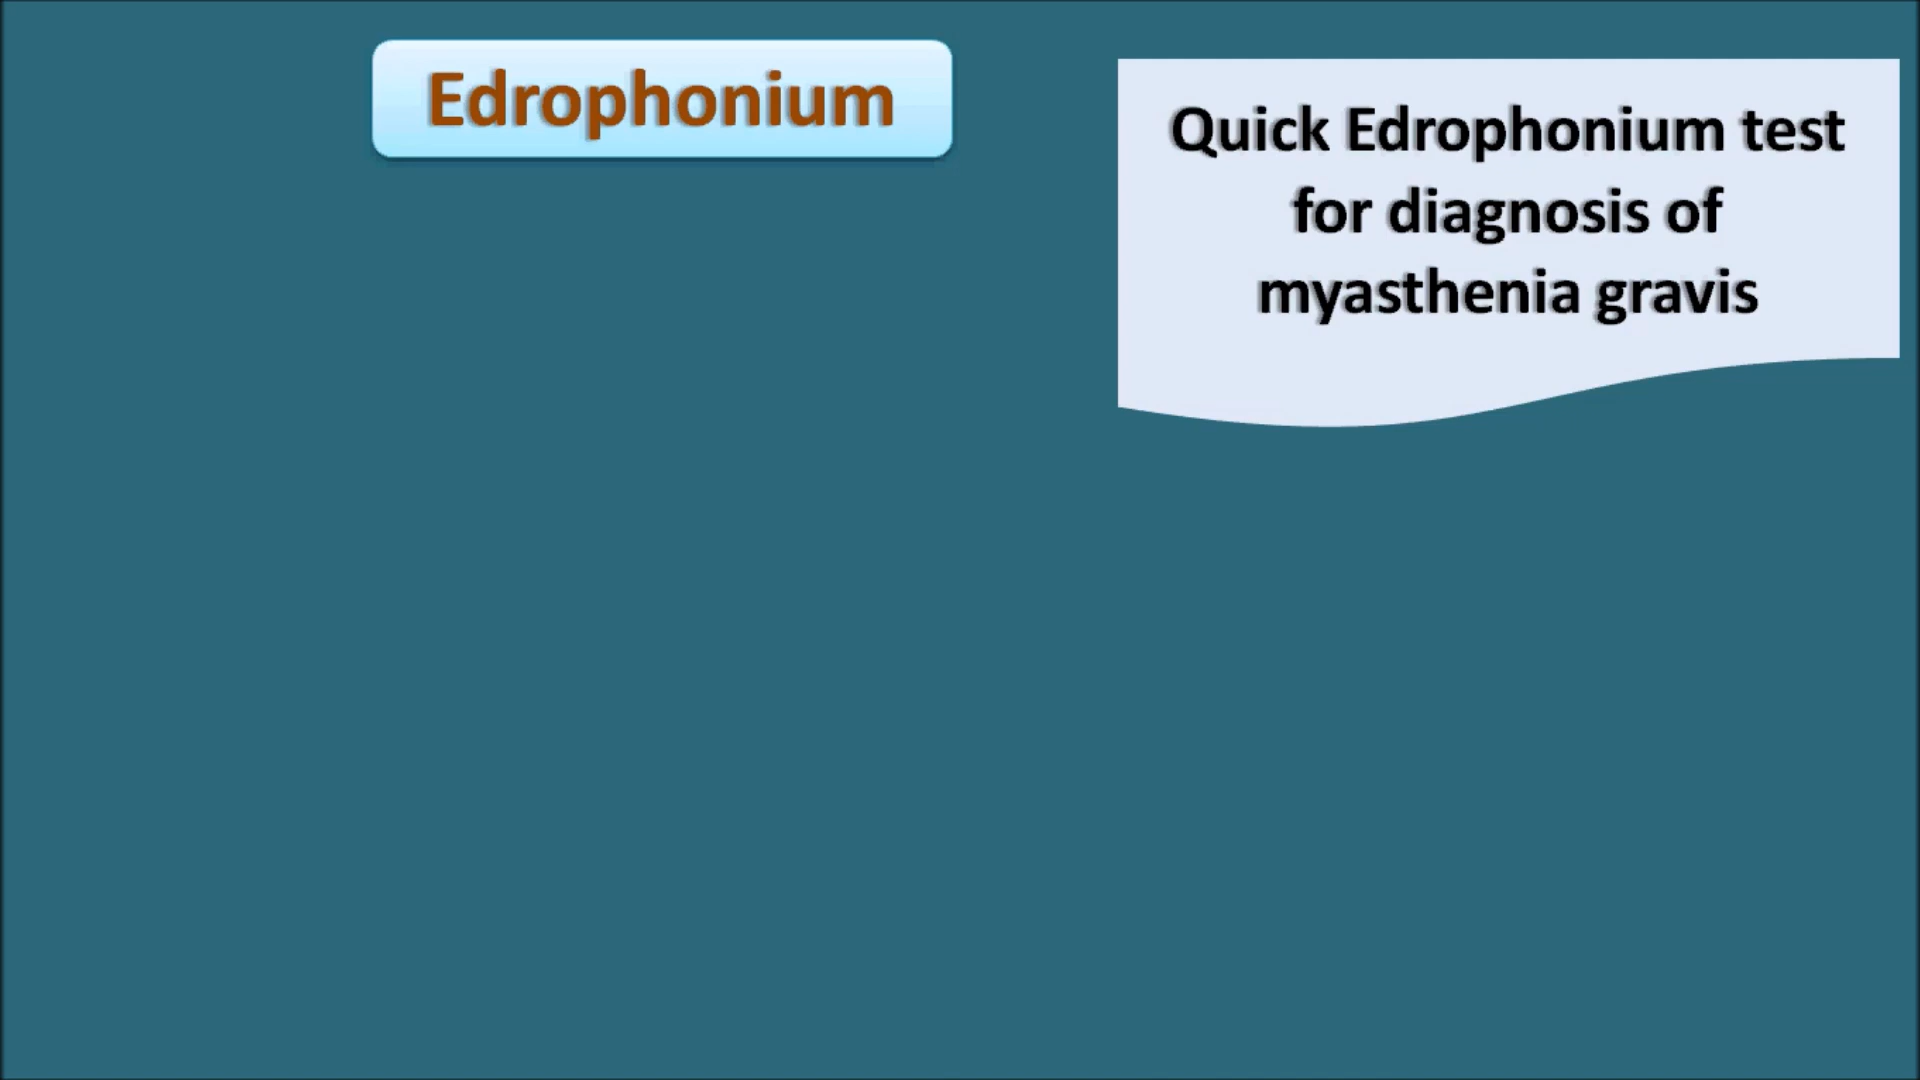 Edrophonium
Quick Edrophonium test
for diagnosis of
myasthenia gravis